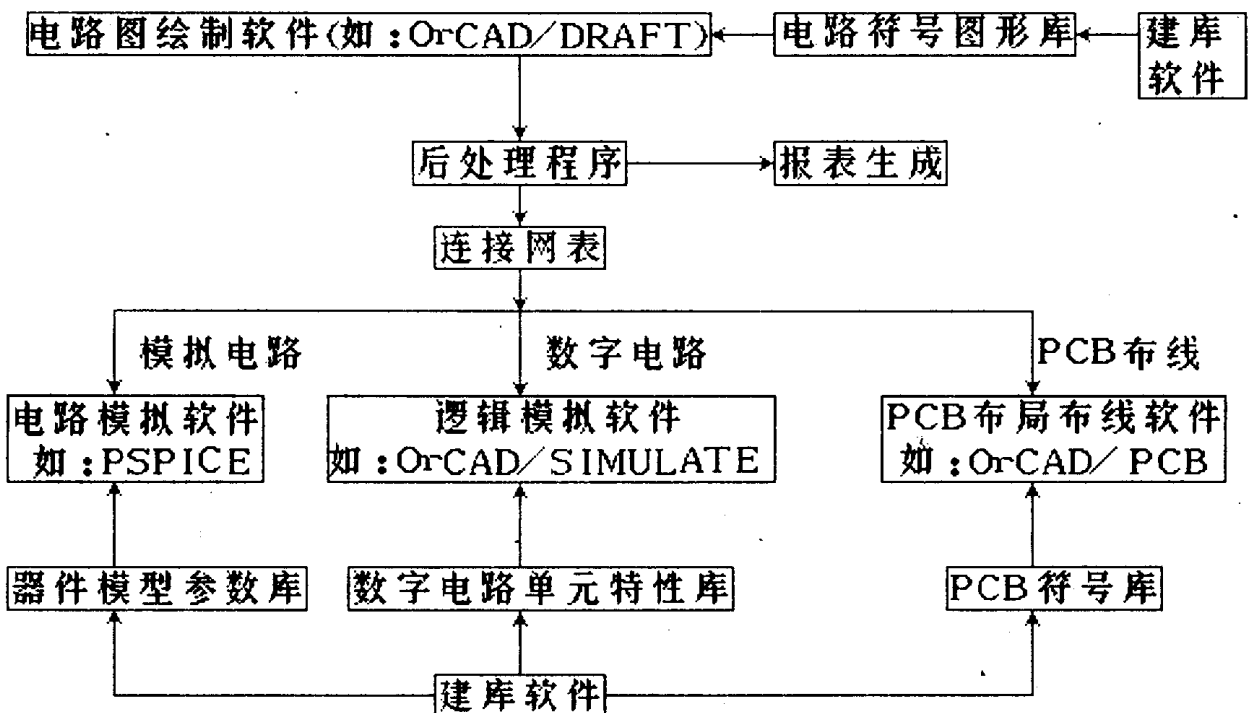 电路图绘制软件(如:OrCAD/DRAFT)
电路符号图形库
建库
软件
后处理程序
报表生成
连接网表
模拟电路
数字电路
PCB布线
电路模拟软件
如:PSPICE
逻辑模拟软件
如:OrCAD/SIMULATE
PCB布局布线软件
如:OrCAD/PCB
器件模型参数库
数字电路单元特性库
PCB符号库
建库软件